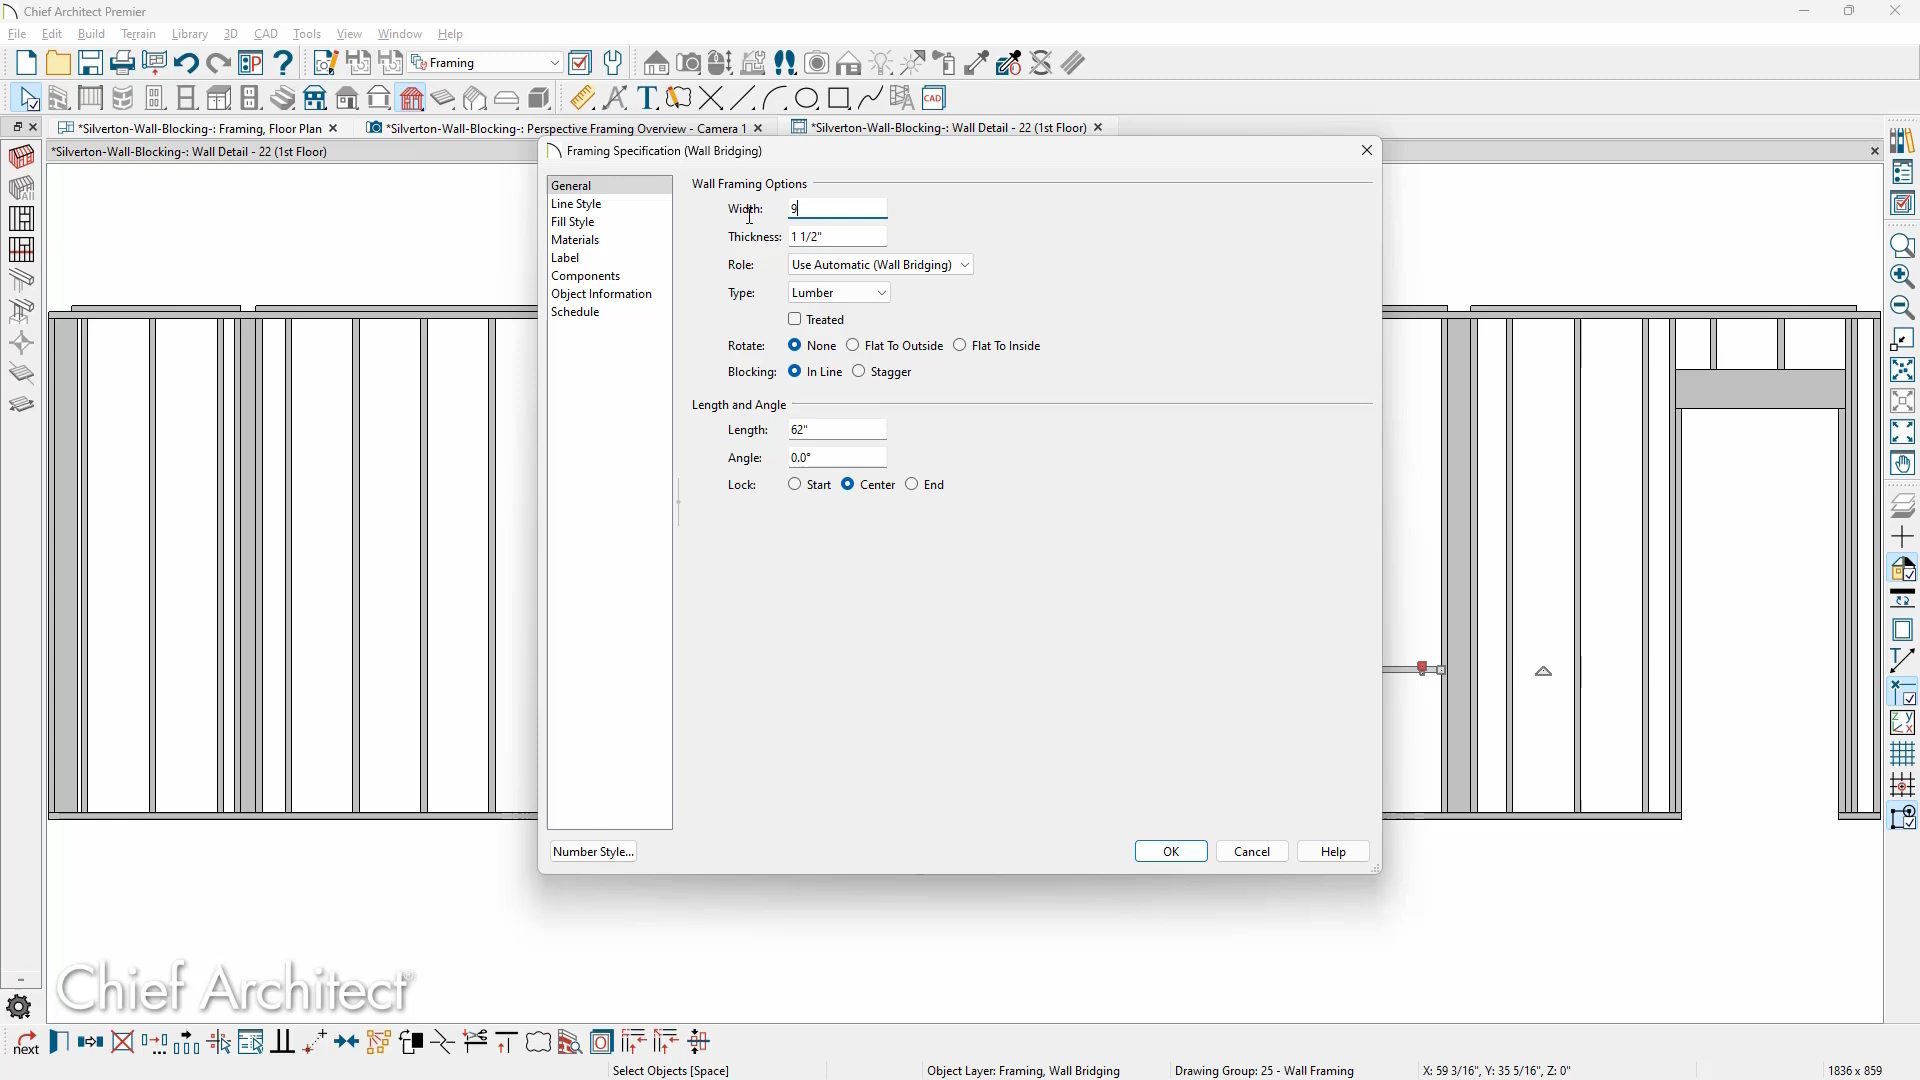 Chief Architect Premier
File Edit Build Terrain Library 3D CAD Tools View Window Help
Framing
CAD
*Silverton-Wall-Blocking-: Framing, Floor Plan *Silverton-Wall-Blocking-: Perspective Framing Overview - Camera 1 *Silverton-Wall-Blocking-: Wall Detail - 22 (1st Floor)
*Silverton-Wall-Blocking-: Wall Detail - 22 (1st Floor)
Framing Specification (Wall Bridging)
General
Line Style
Fill Style
Materials
Label
Components
Object Information
Schedule
Wall Framing Options
Width: 9
Thickness: 1 1/2"
Role: Use Automatic (Wall Bridging)
Type: Lumber
Treated
Rotate: None Flat To Outside Flat To Inside
Blocking: In Line Stagger
Length and Angle
Length: 62"
Angle: 0.0°
Lock: Start Center End
Number Style... OK Cancel Help
Chief Architect
next
Select Objects [Space] Object Layer: Framing, Wall Bridging Drawing Group: 25 - Wall Framing X: 59 3/16", Y: 35 5/16", Z: 0" 1836 x 859